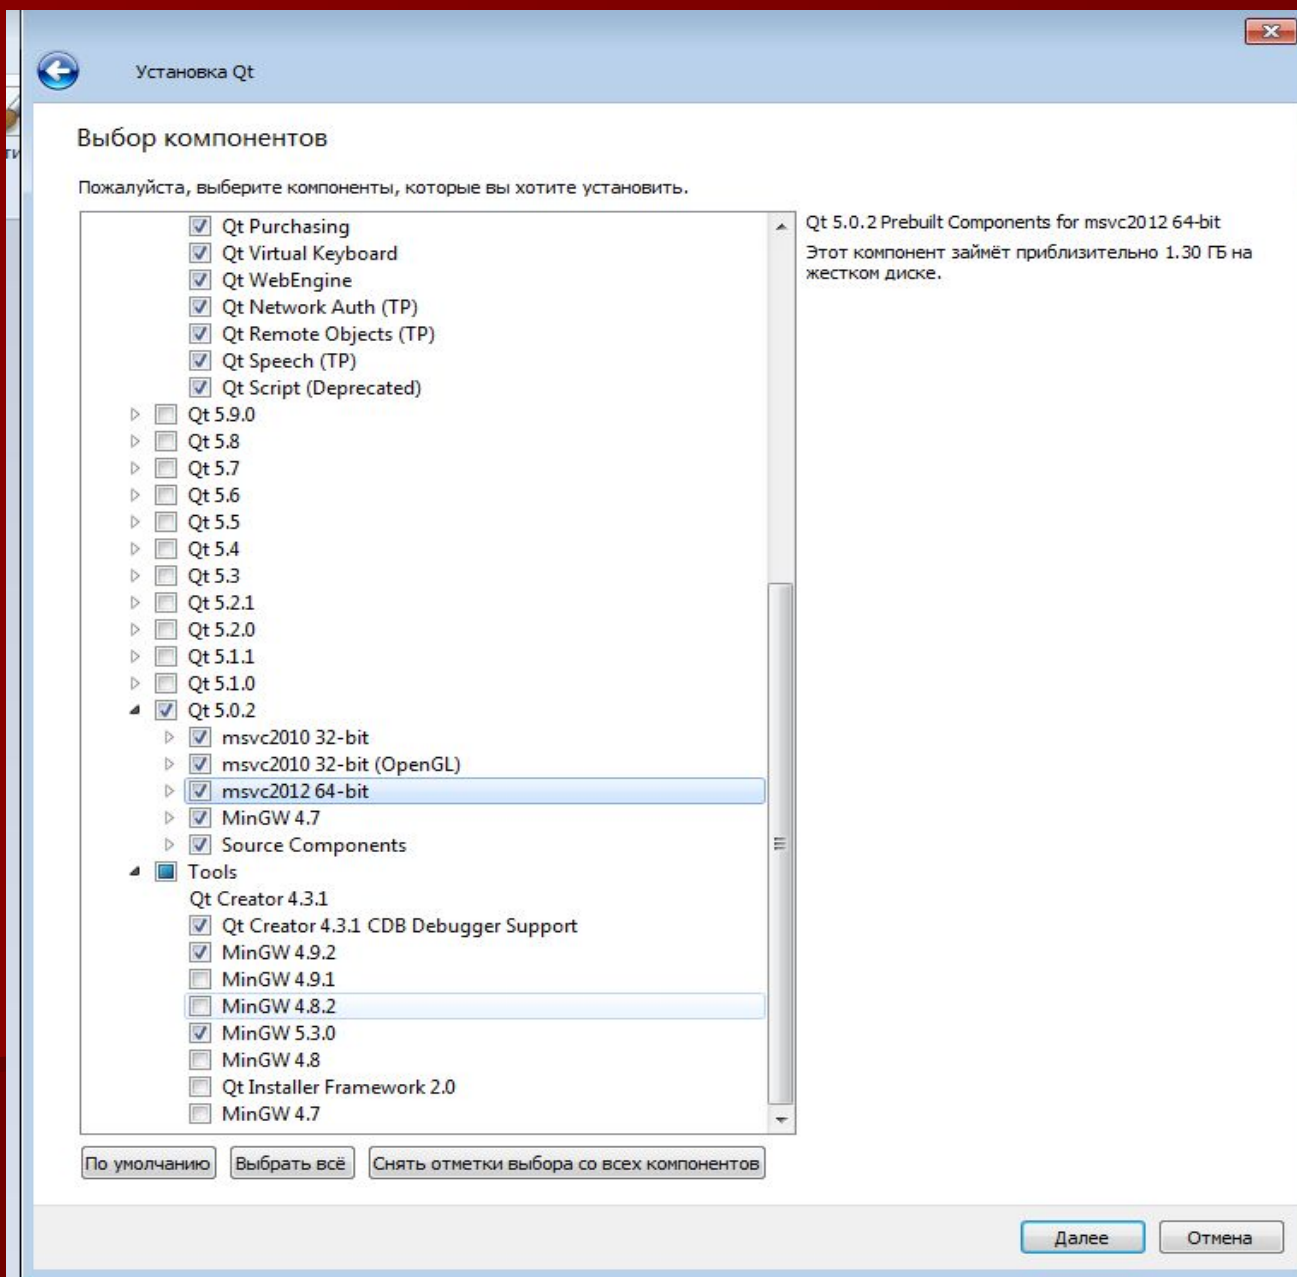 Установка Qt
Выбор компонентов
Пожалуйста, выберите компоненты, которые вы хотите установить.
Qt Purchasing
Qt Virtual Keyboard
Qt WebEngine
Qt Network Auth (TP)
Qt Remote Objects (TP)
Qt Speech (TP)
Qt Script (Deprecated)
Qt 5.9.0
Qt 5.8
Qt 5.7
Qt 5.6
Qt 5.5
Qt 5.4
Qt 5.3
Qt 5.2.1
Qt 5.2.0
Qt 5.1.1
Qt 5.1.0
Qt 5.0.2
msvc2010 32-bit
msvc2010 32-bit (OpenGL)
msvc2012 64-bit
MinGW 4.7
Source Components
Tools
Qt Creator 4.3.1
Qt Creator 4.3.1 CDB Debugger Support
MinGW 4.9.2
MinGW 4.9.1
MinGW 4.8.2
MinGW 5.3.0
MinGW 4.8
Qt Installer Framework 2.0
MinGW 4.7
Qt 5.0.2 Prebuilt Components for msvc2012 64-bit
Этот компонент займёт приблизительно 1.30 ГБ на
жестком диске.
По умолчанию
Выбрать всё
Снять отметки выбора со всех компонентов
Далее
Отмена